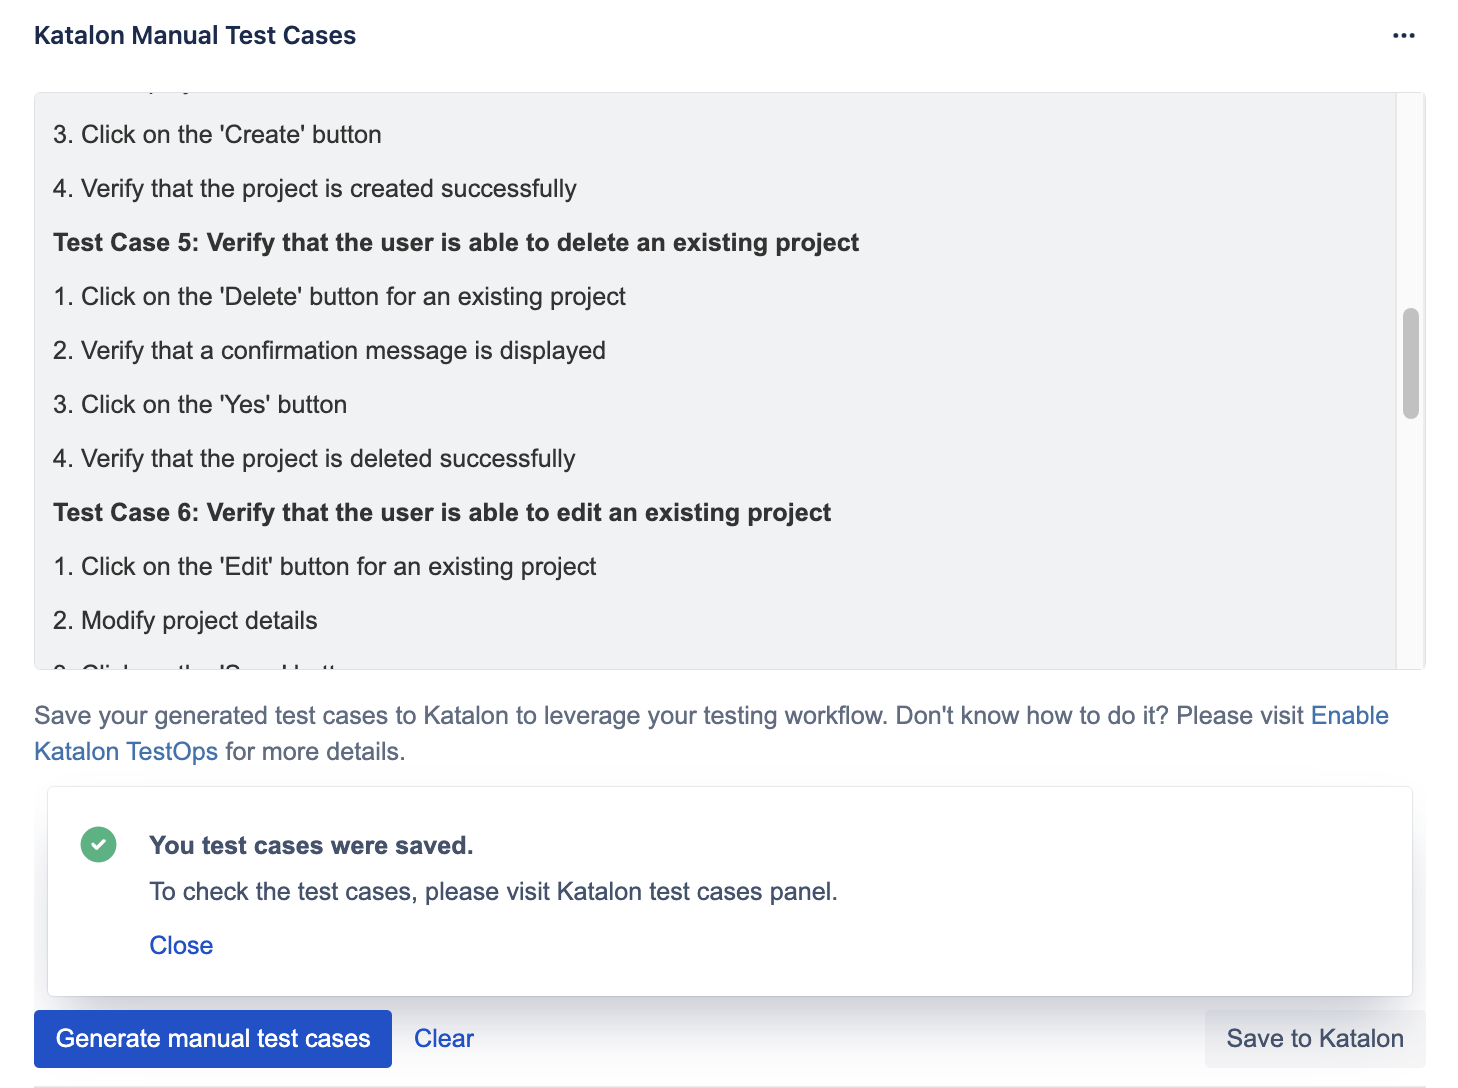 Katalon Manual Test Cases
3. Click on the 'Create' button
4. Verify that the project is created successfully
Test Case 5: Verify that the user is able to delete an existing project
1. Click on the 'Delete' button for an existing project
2. Verify that a confirmation message is displayed
3. Click on the 'Yes' button
4. Verify that the project is deleted successfully
Test Case 6: Verify that the user is able to edit an existing project
1. Click on the 'Edit' button for an existing project
2. Modify project details
Save your generated test cases to Katalon to leverage your testing workflow. Don't know how to do it? Please visit Enable
Katalon TestOps for more details.
You test cases were saved.
To check the test cases, please visit Katalon test cases panel.
Close
Generate manual test cases
Clear
Save to Katalon